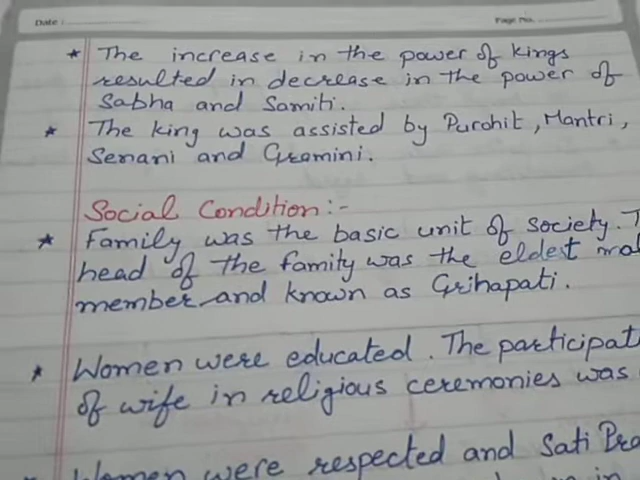 Date : Page No.
* The increase in the power of kings
resulted in decrease in the power of
Sabha and Samiti.
* The king was assisted by Purohit, Mantri,
Senani and Gramini.
Social Condition:-
* Family was the basic unit of society. T
head of the family was the eldest mal
member and known as Grihapati.
* Women were educated. The participat
of wife in religious ceremonies was
Women were respected and Sati Pra
in